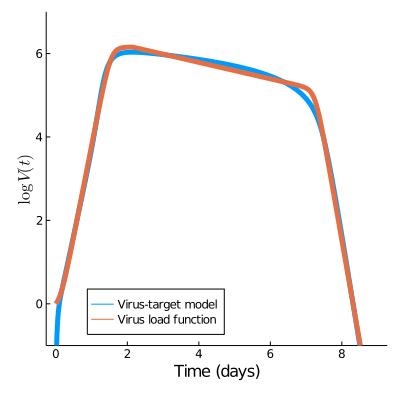 6
4
2
0
log V(t)
Virus-target model
Virus load function
0 2 4 6 8
Time (days)